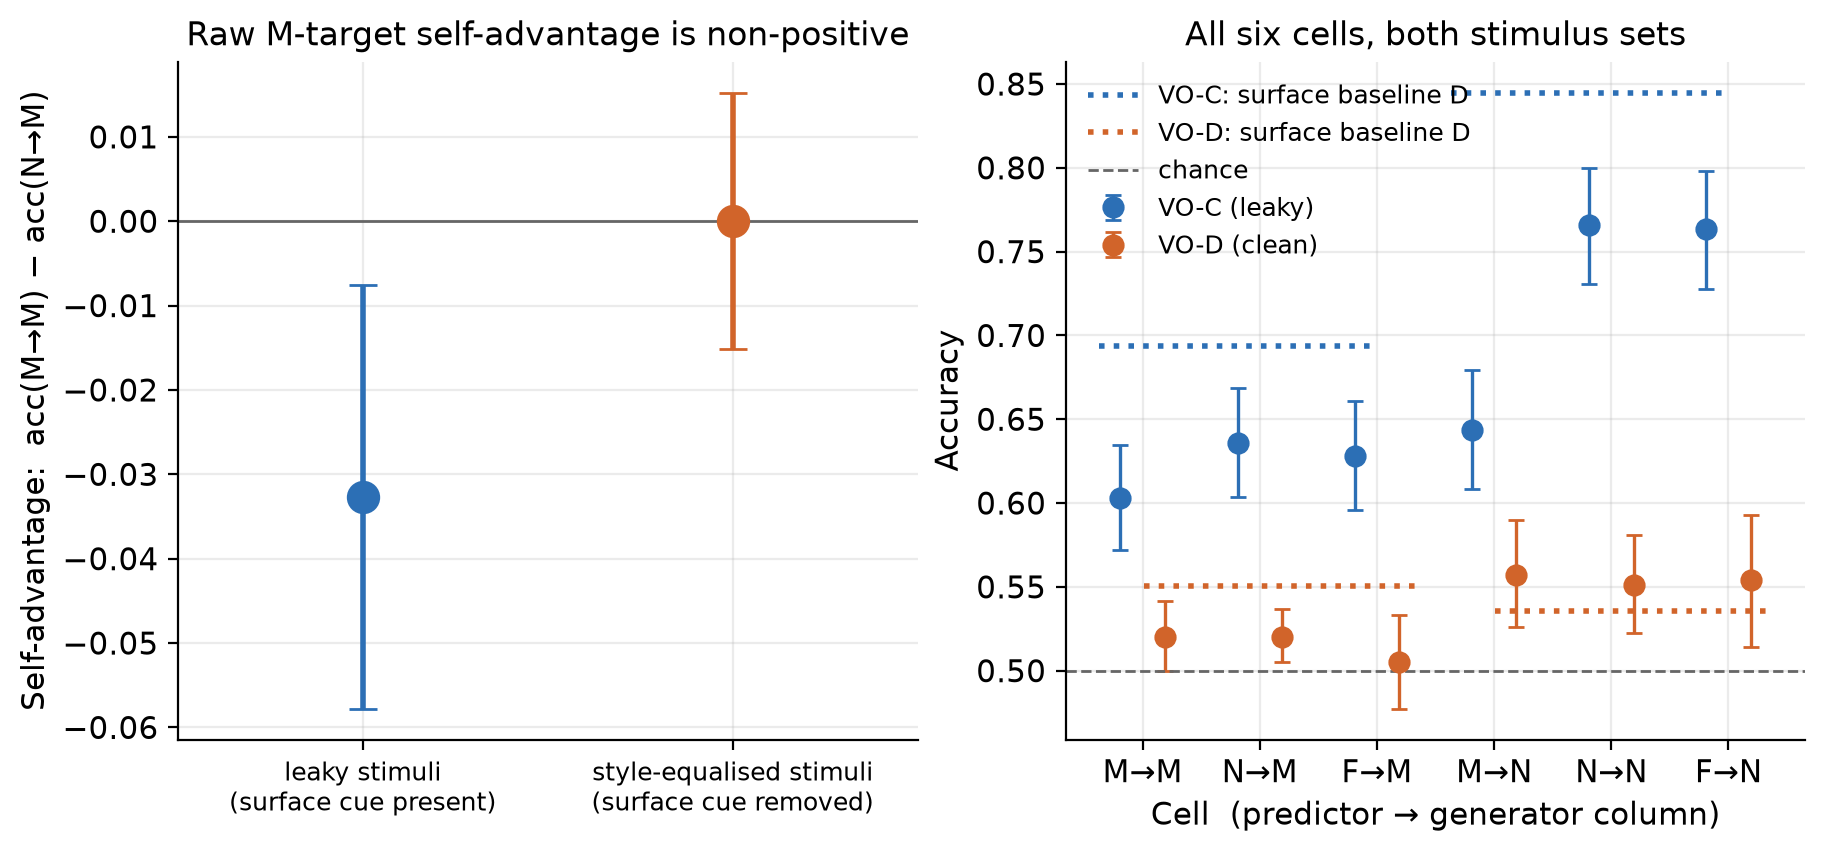 Raw M-target self-advantage is non-positive
Self-advantage:  acc(M→M) − acc(N→M)
0.01
0.00
−0.01
−0.02
−0.03
−0.04
−0.05
−0.06
leaky stimuli
(surface cue present)
style-equalised stimuli
(surface cue removed)
All six cells, both stimulus sets
Accuracy
0.85
0.80
0.75
0.70
0.65
0.60
0.55
0.50
VO-C: surface baseline D
VO-D: surface baseline D
chance
VO-C (leaky)
VO-D (clean)
M→M
N→M
F→M
M→N
N→N
F→N
Cell  (predictor → generator column)